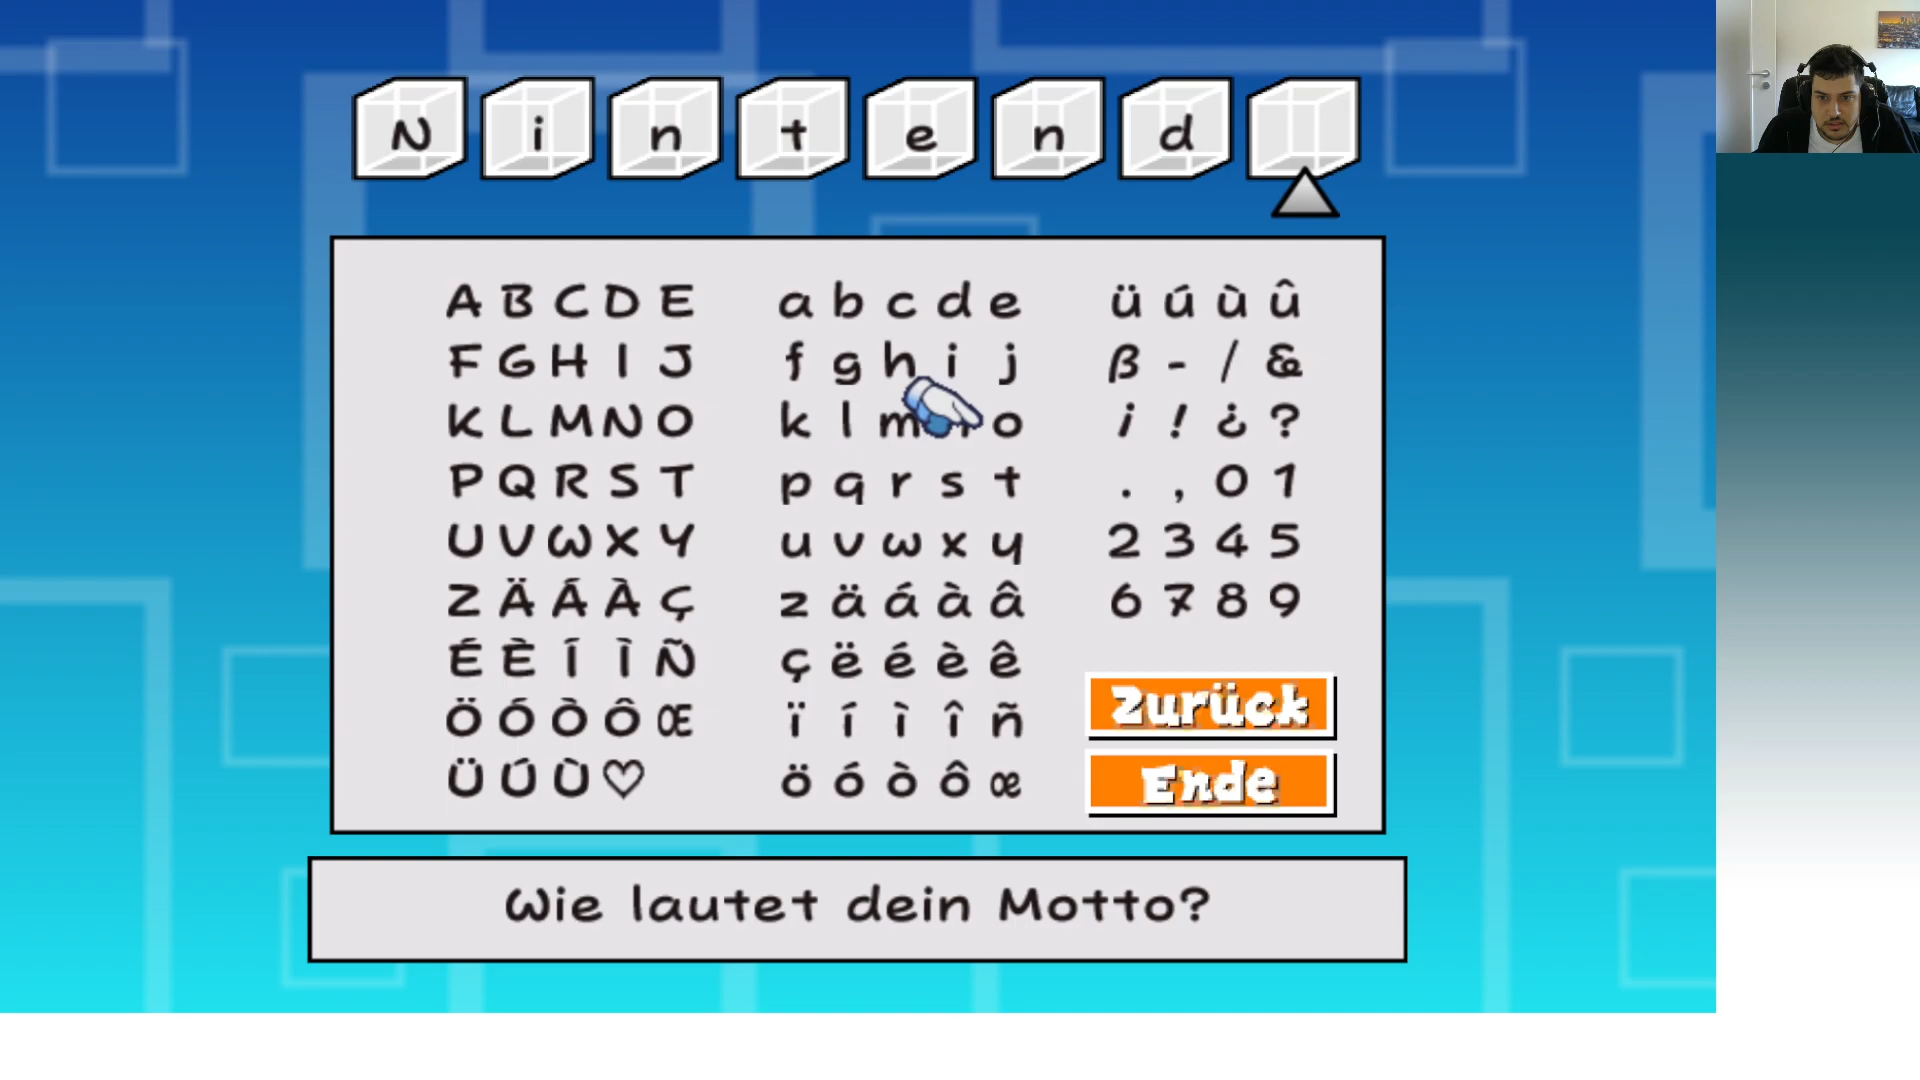 N i n t e n d
A B C D E a b c d e ü ú ù û
F G H I J f g h i j ß - / &
K L M N O k l m n o ¡ ! ¿ ?
P Q R S T p q r s t . , 0 1
U V W X Y u v w x y 2 3 4 5
Z Ä Á À Ç z ä á à â 6 7 8 9
É È Í Ì Ñ ç ë é è ê
Ö Ó Ò Ô Œ ï í ì î ñ
Ü Ú Ù ♡ ö ó ò ô œ
Zurück
Ende
Wie lautet dein Motto?